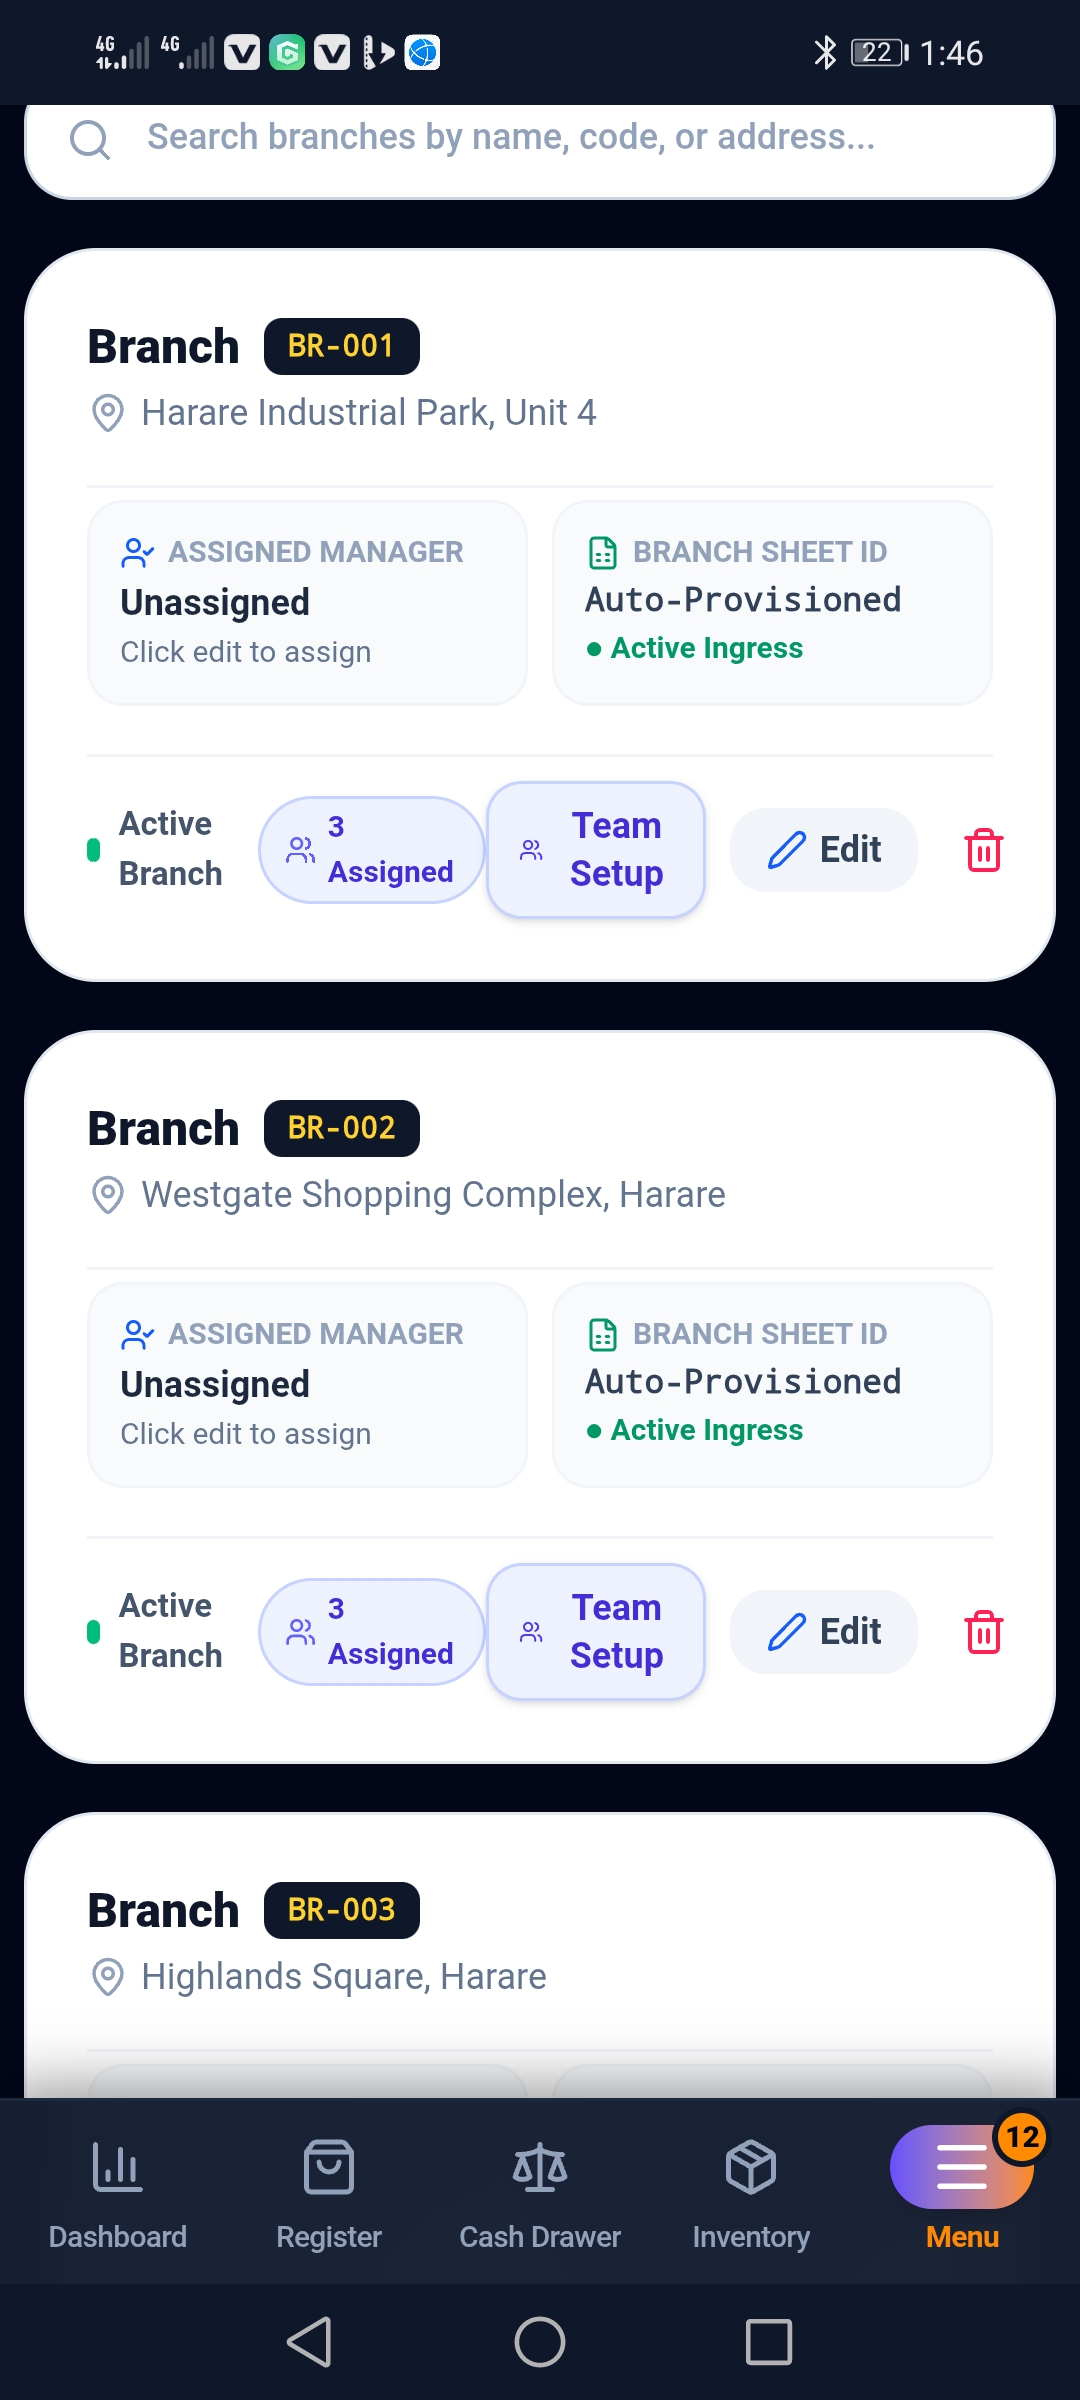 4G 4G 22 1:46
Search branches by name, code, or address...
Branch BR-001
Harare Industrial Park, Unit 4
ASSIGNED MANAGER
Unassigned
Click edit to assign
BRANCH SHEET ID
Auto-Provisioned
Active Ingress
Active
Branch
3
Assigned
Team
Setup
Edit
Branch BR-002
Westgate Shopping Complex, Harare
ASSIGNED MANAGER
Unassigned
Click edit to assign
BRANCH SHEET ID
Auto-Provisioned
Active Ingress
Active
Branch
3
Assigned
Team
Setup
Edit
Branch BR-003
Highlands Square, Harare
12
Dashboard Register Cash Drawer Inventory Menu